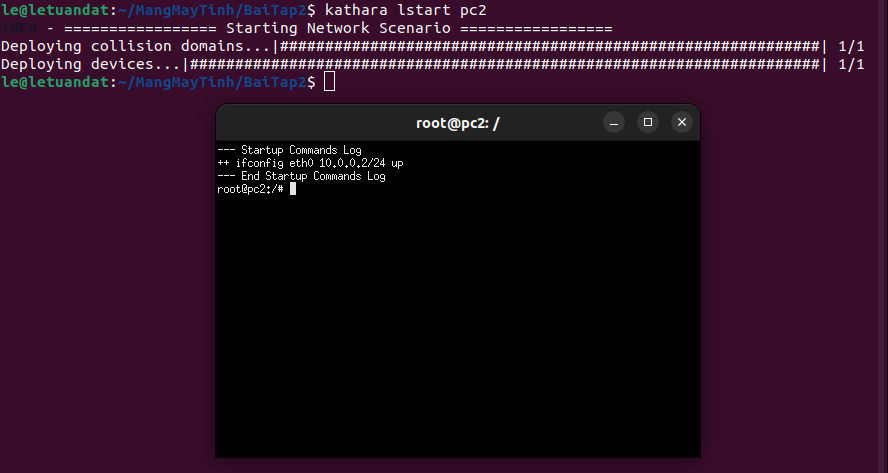 le@letuandat:~/MangMayTinh/BaiTap2$ kathara lstart pc2
INFO - ================= Starting Network Scenario =================
Deploying collision domains...|############################################################| 1/1
Deploying devices...|######################################################################| 1/1
le@letuandat:~/MangMayTinh/BaiTap2$
root@pc2: /
--- Startup Commands Log
++ ifconfig eth0 10.0.0.2/24 up
--- End Startup Commands Log
root@pc2:/#